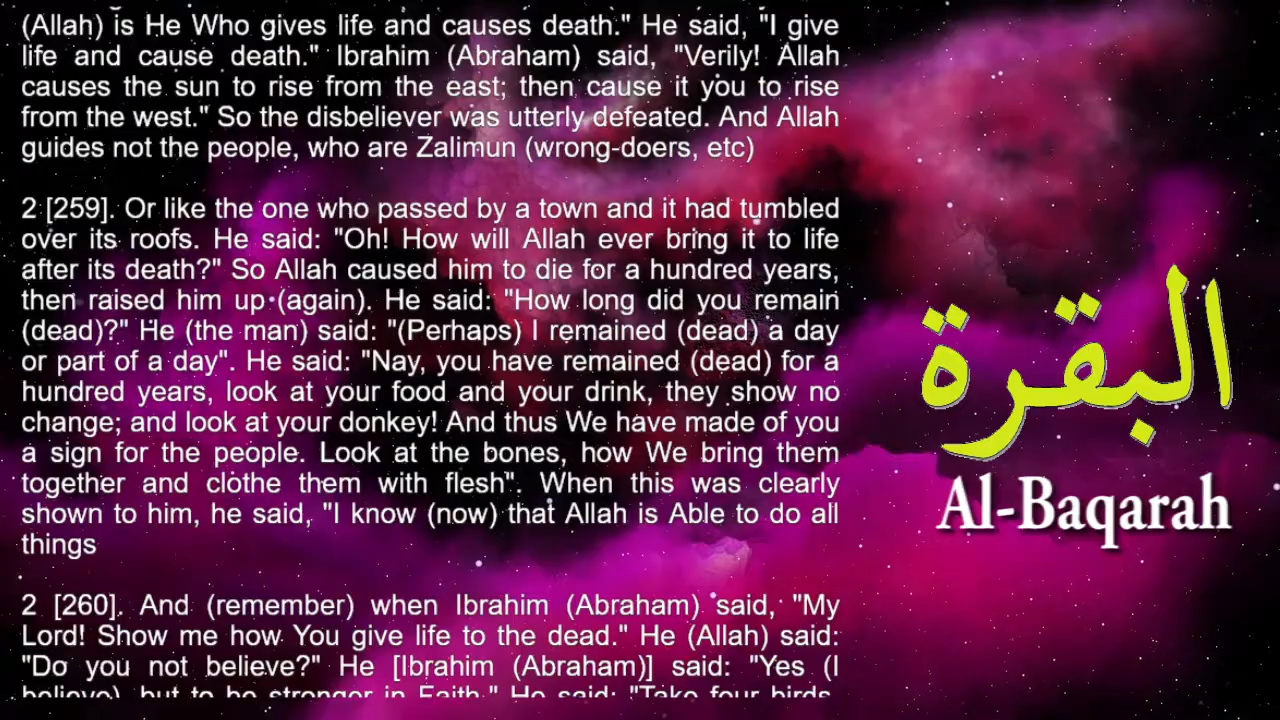 (Allah) is He Who gives life and causes death." He said, "I give
life and cause death." Ibrahim (Abraham) said, "Verily! Allah
causes the sun to rise from the east; then cause it you to rise
from the west." So the disbeliever was utterly defeated. And Allah
guides not the people, who are Zalimun (wrong-doers, etc)
2 [259]. Or like the one who passed by a town and it had tumbled
over its roofs. He said: "Oh! How will Allah ever bring it to life
after its death?" So Allah caused him to die for a hundred years,
then raised him up (again). He said: "How long did you remain
(dead)?" He (the man) said: "(Perhaps) I remained (dead) a day
or part of a day". He said: "Nay, you have remained (dead) for a
hundred years, look at your food and your drink, they show no
change; and look at your donkey! And thus We have made of you
a sign for the people. Look at the bones, how We bring them
together and clothe them with flesh". When this was clearly
shown to him, he said, "I know (now) that Allah is Able to do all
things
2 [260]. And (remember) when Ibrahim (Abraham) said, "My
Lord! Show me how You give life to the dead." He (Allah) said:
"Do you not believe?" He [Ibrahim (Abraham)] said: "Yes (I
believe), but to be stronger in Faith." He said: "Take four birds,
البقرة
Al-Baqarah